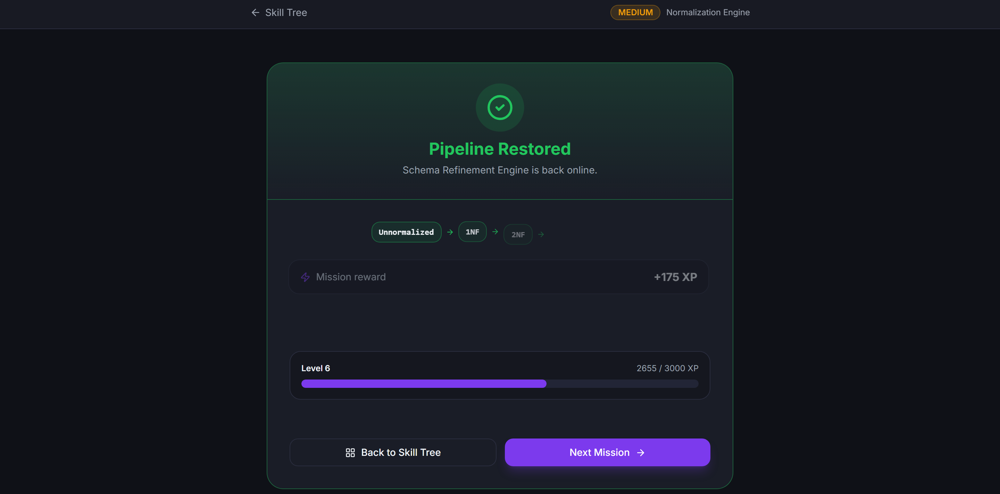 ← Skill Tree
MEDIUM Normalization Engine
Pipeline Restored
Schema Refinement Engine is back online.
Unnormalized → 1NF → 2NF →
Mission reward +175 XP
Level 6 2655 / 3000 XP
Back to Skill Tree
Next Mission →